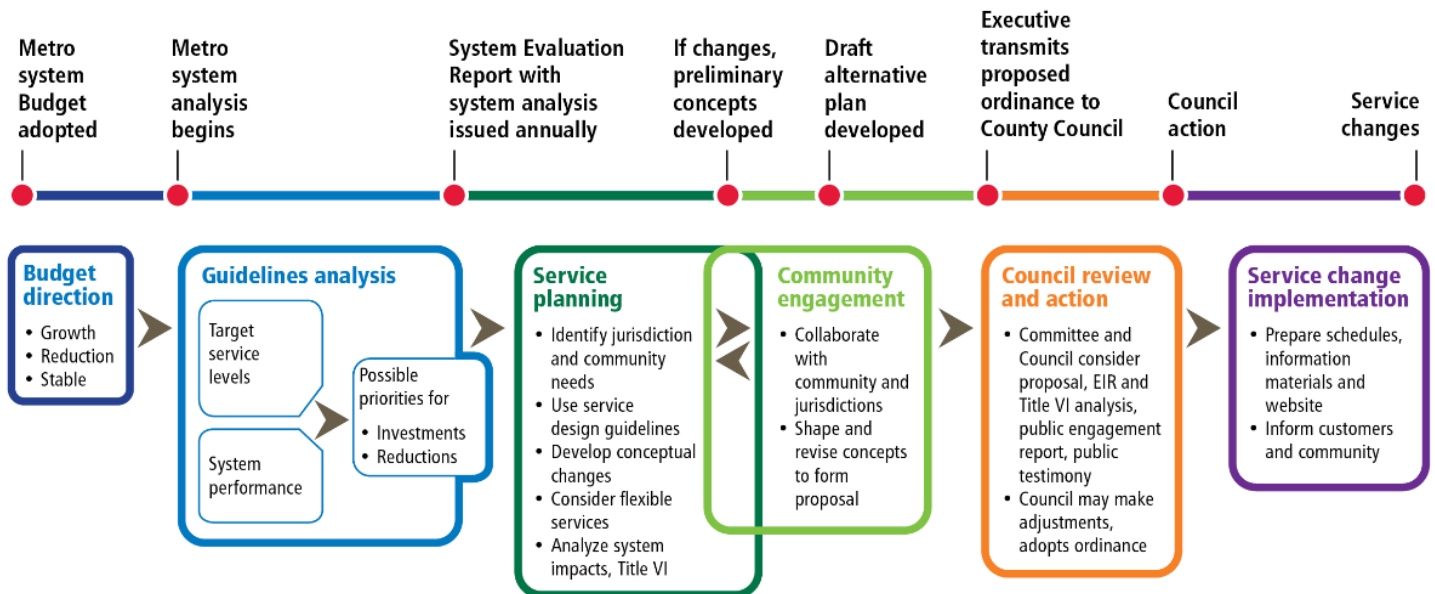 Metro
system
Budget
adopted
Metro
system
analysis
begins
System Evaluation
Report with
system analysis
issued annually
If changes,
preliminary
concepts
developed
Draft
alternative
plan
developed
Executive
transmits
proposed
ordinance to
County Council
Council
action
Service
changes
Budget
direction
• Growth
• Reduction
• Stable
Guidelines analysis
Target
service
levels
System
performance
Possible
priorities for
• Investments
• Reductions
Service
planning
• Identify jurisdiction
and community
needs
• Use service
design guidelines
• Develop conceptual
changes
• Consider flexible
services
• Analyze system
impacts, Title VI
Community
engagement
• Collaborate
with
community and
jurisdictions
• Shape and
revise concepts
to form
proposal
Council review
and action
• Committee and
Council consider
proposal, EIR and
Title VI analysis,
public engagement
report, public
testimony
• Council may make
adjustments,
adopts ordinance
Service change
implementation
• Prepare schedules,
information
materials and
website
• Inform customers
and community